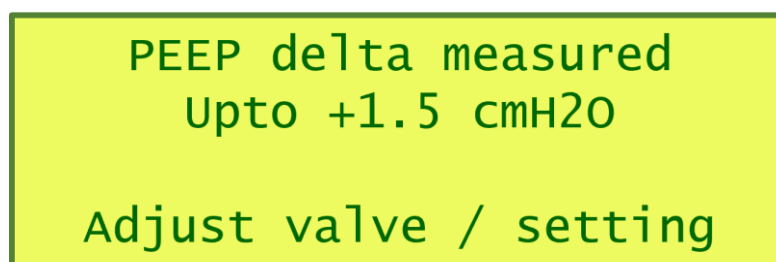 PEEP delta measured
Upto +1.5 cmH2O
Adjust valve / setting